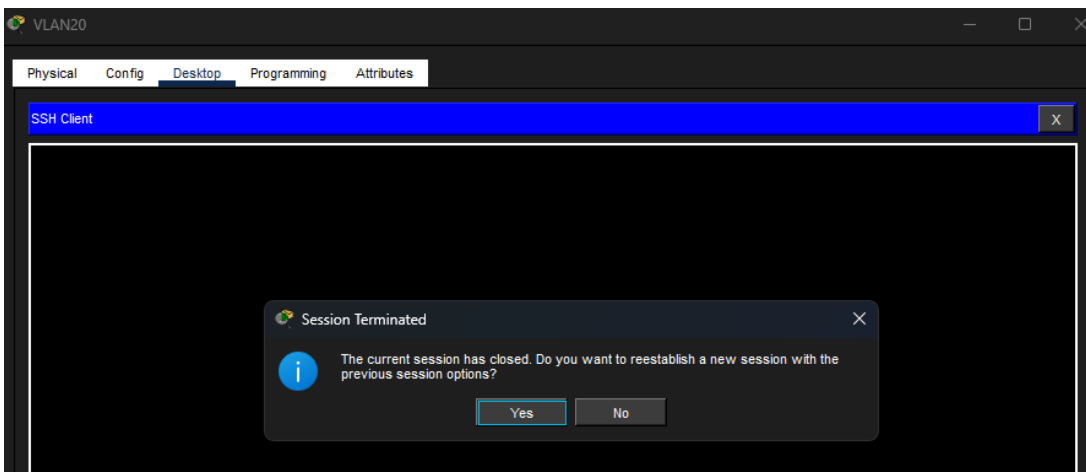 VLAN20
Physical Config Desktop Programming Attributes
SSH Client
X
Session Terminated
The current session has closed. Do you want to reestablish a new session with the
previous session options?
Yes No